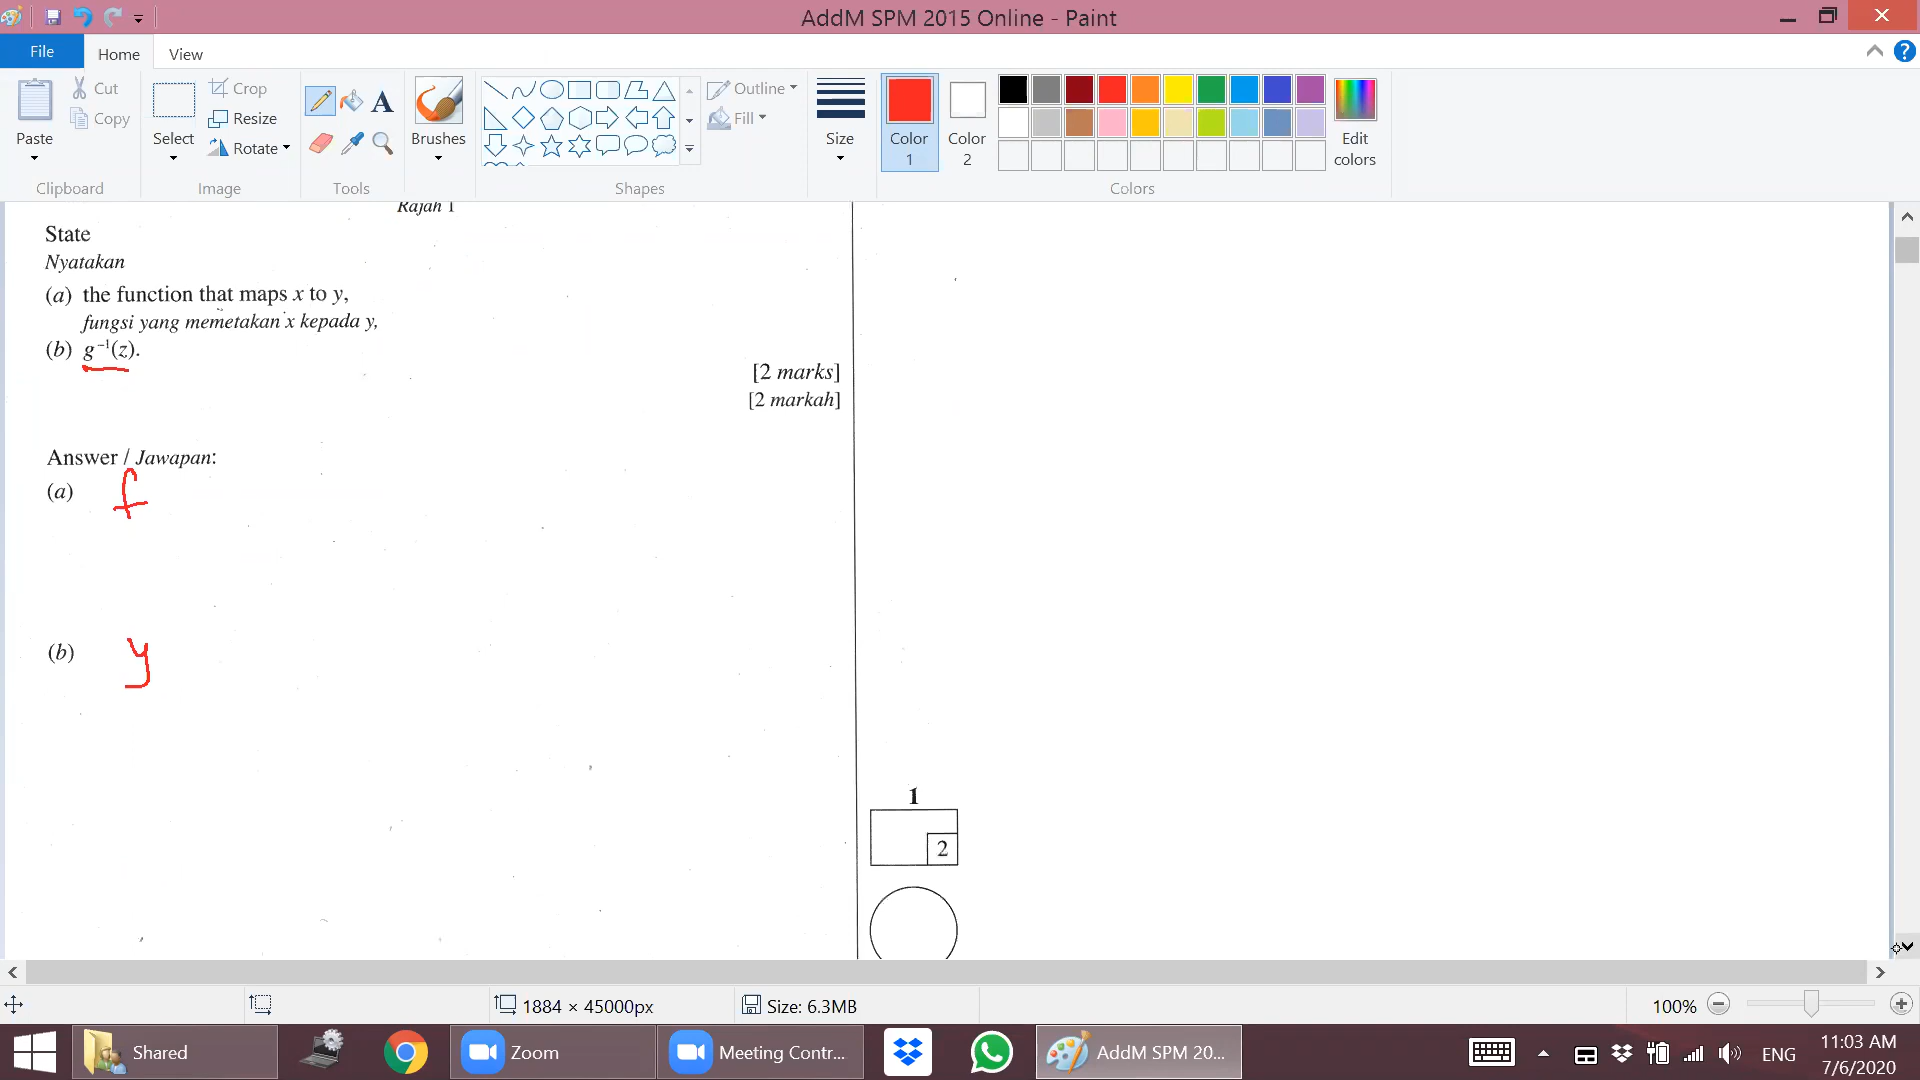 AddM SPM 2015 Online - Paint
File
Home
View
Paste
Cut
Copy
Clipboard
Select
Crop
Resize
Rotate
Image
Tools
Brushes
Shapes
Outline
Fill
Size
Color
1
Color
2
Edit
colors
Colors
Rajah 1
State
Nyatakan
(a) the function that maps x to y,
fungsi yang memetakan x kepada y,
(b) g⁻¹(z).
[2 marks]
[2 markah]
Answer / Jawapan:
(a) f
(b) y
1
2
1884 × 45000px
Size: 6.3MB
100%
Shared
Zoom
Meeting Contr...
AddM SPM 20...
ENG
11:03 AM
7/6/2020